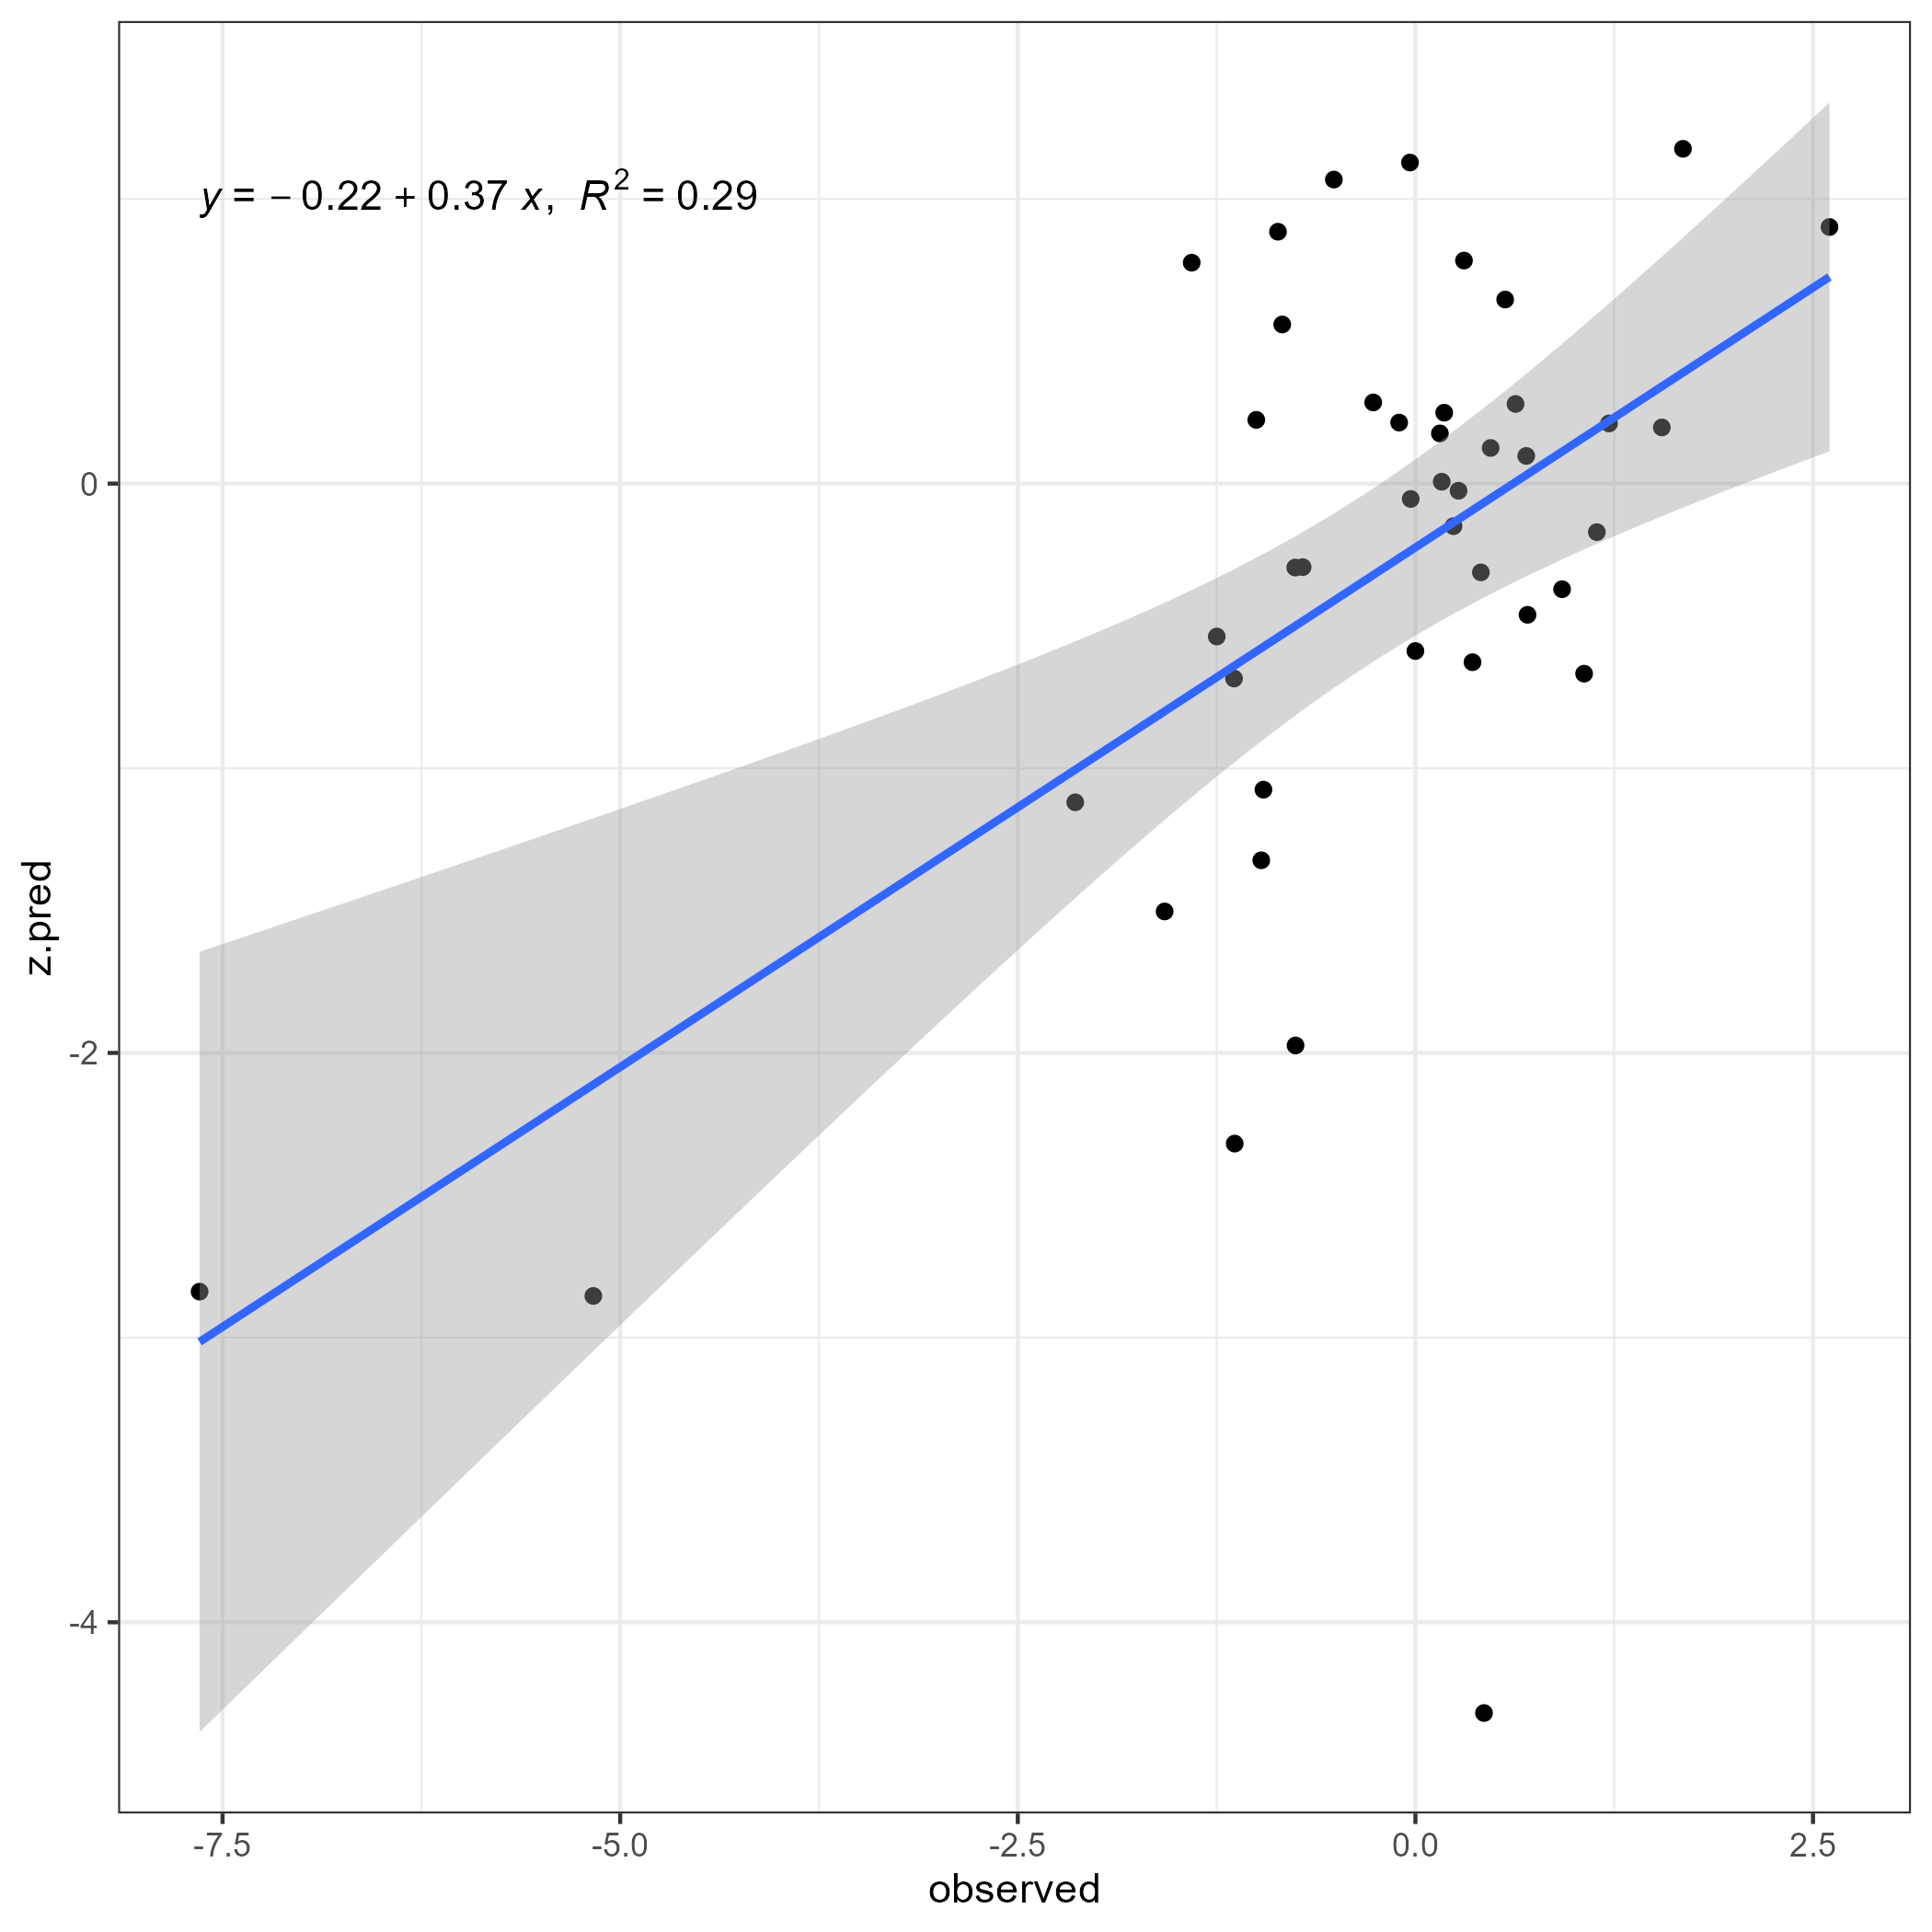 y = − 0.22 + 0.37 x, R² = 0.29
z.pred
0
-2
-4
-7.5 -5.0 -2.5 0.0 2.5
observed